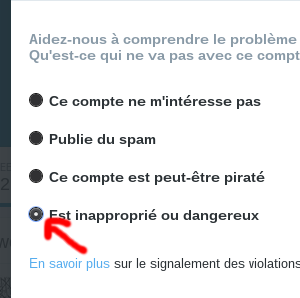 Aidez-nous à comprendre le problème
Qu'est-ce qui ne va pas avec ce compt
Ce compte ne m'intéresse pas
Publie du spam
Ce compte est peut-être piraté
Est inapproprié ou dangereux
En savoir plus sur le signalement des violations